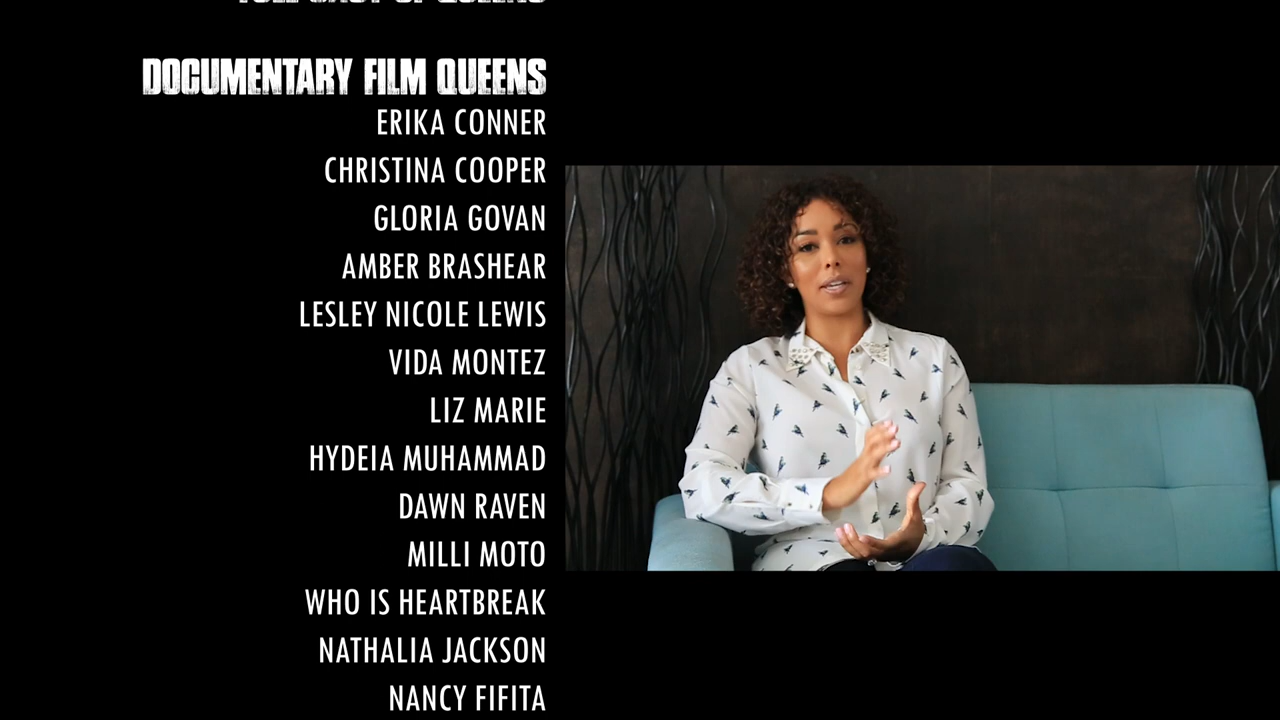 DOCUMENTARY FILM QUEENS
ERIKA CONNER
CHRISTINA COOPER
GLORIA GOVAN
AMBER BRASHEAR
LESLEY NICOLE LEWIS
VIDA MONTEZ
LIZ MARIE
HYDEIA MUHAMMAD
DAWN RAVEN
MILLI MOTO
WHO IS HEARTBREAK
NATHALIA JACKSON
NANCY FIFITA